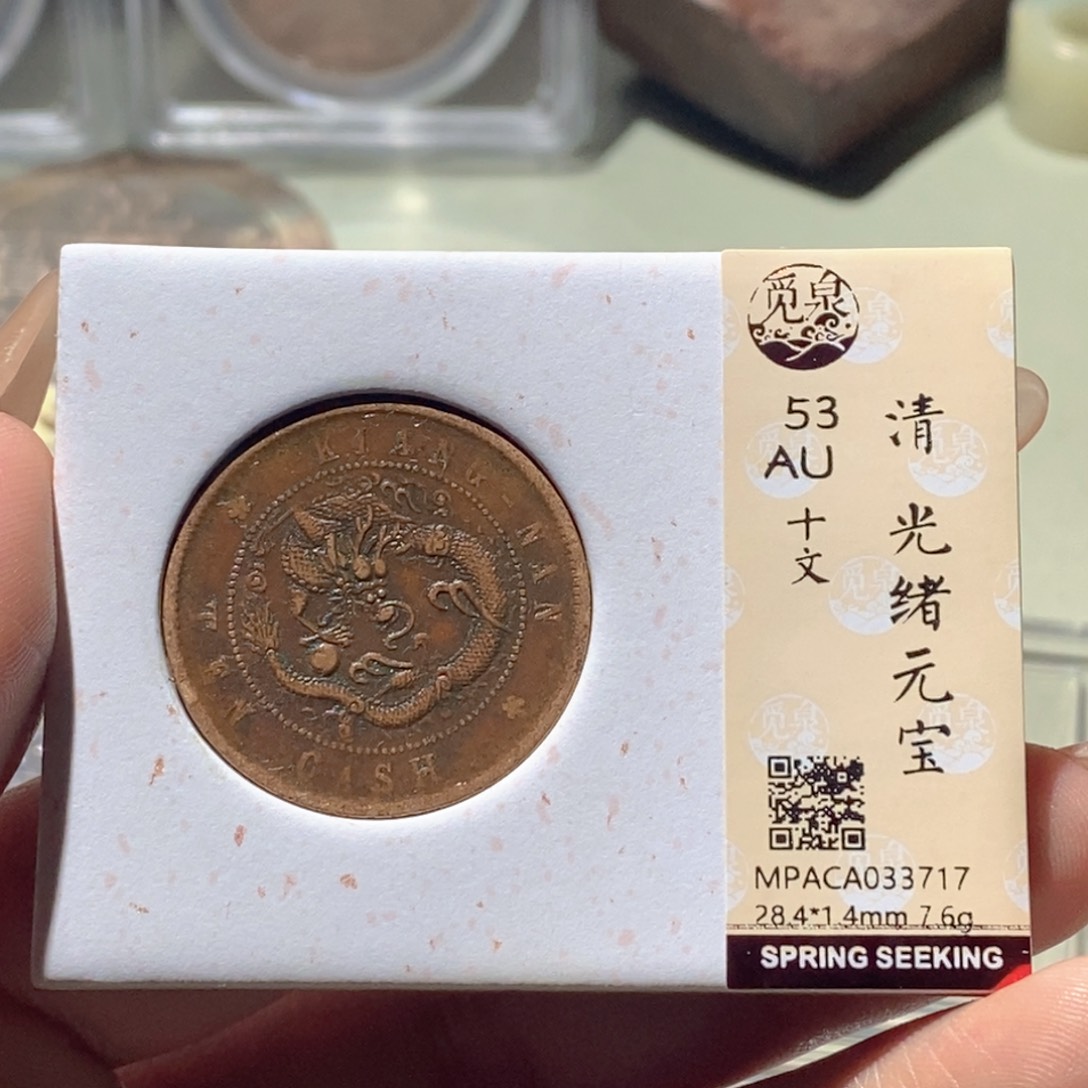 KIANG-NAN
TEN CASH
觅泉
53
AU
十文
清光绪元宝
MPACA033717
28.4*1.4mm 7.6g
SPRING SEEKING